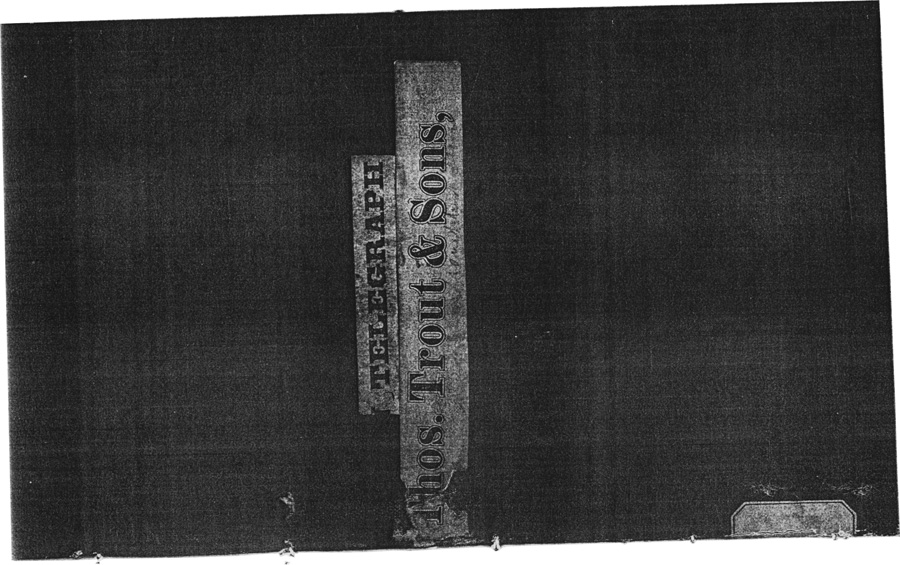 TELEGRAPH
Thos. Trout & Sons,